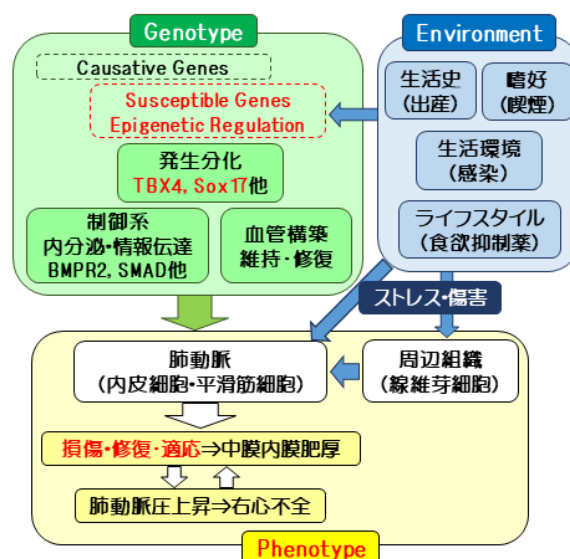 Genotype
Causative Genes
Susceptible Genes
Epigenetic Regulation
発生分化
TBX4, Sox17他
制御系
内分泌・情報伝達
BMPR2, SMAD他
血管構築
維持・修復
Environment
生活史
(出産)
嗜好
(喫煙)
生活環境
(感染)
ライフスタイル
(食欲抑制薬)
ストレス・傷害
肺動脈
(内皮細胞・平滑筋細胞)
周辺組織
(線維芽細胞)
損傷・修復・適応⇒中膜内膜肥厚
肺動脈圧上昇⇒右心不全
Phenotype